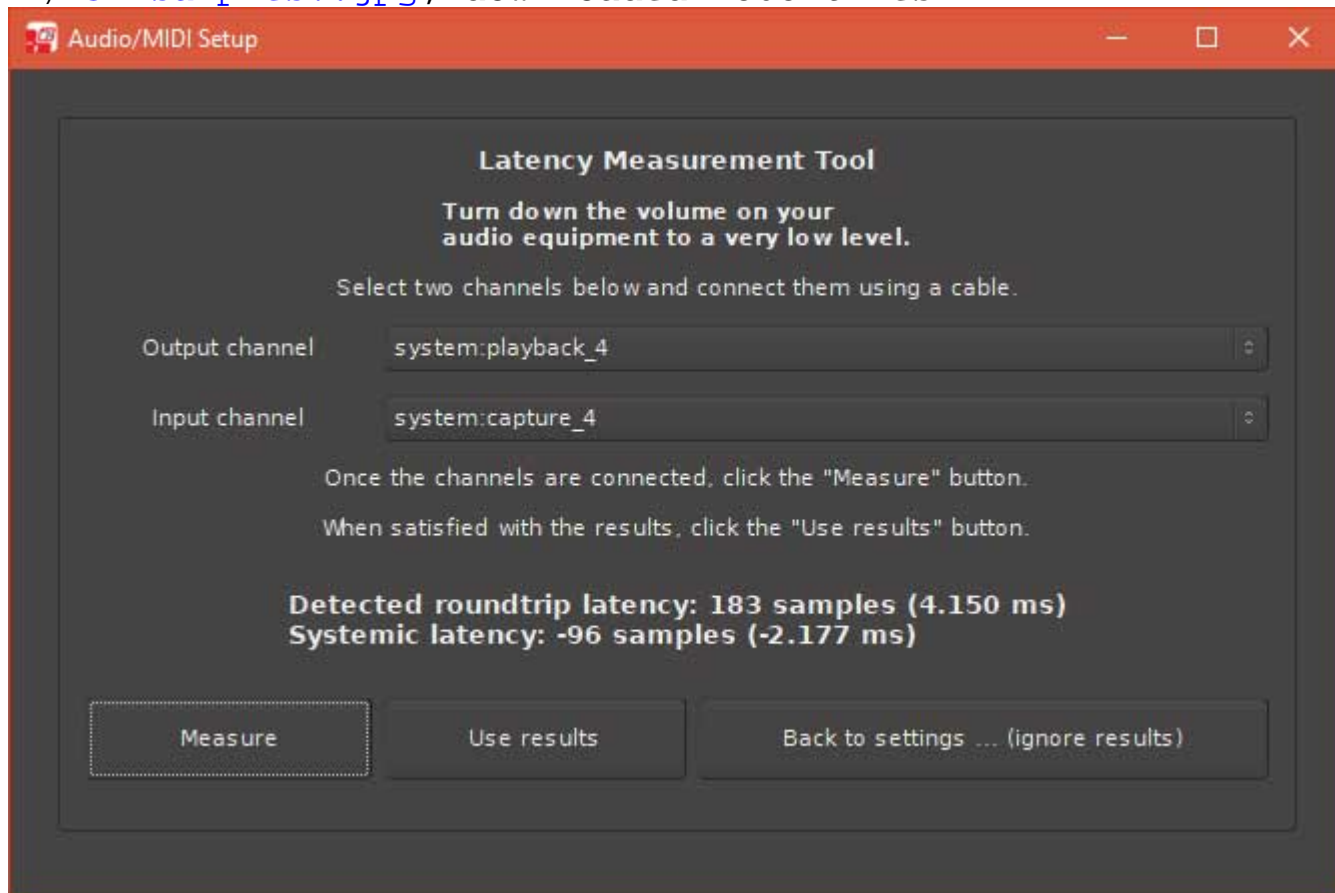 Audio/MIDI Setup
Latency Measurement Tool
Turn down the volume on your
audio equipment to a very low level.
Select two channels below and connect them using a cable.
Output channel system:playback_4
Input channel system:capture_4
Once the channels are connected, click the "Measure" button.
When satisfied with the results, click the "Use results" button.
Detected roundtrip latency: 183 samples (4.150 ms)
Systemic latency: -96 samples (-2.177 ms)
Measure Use results Back to settings ... (ignore results)